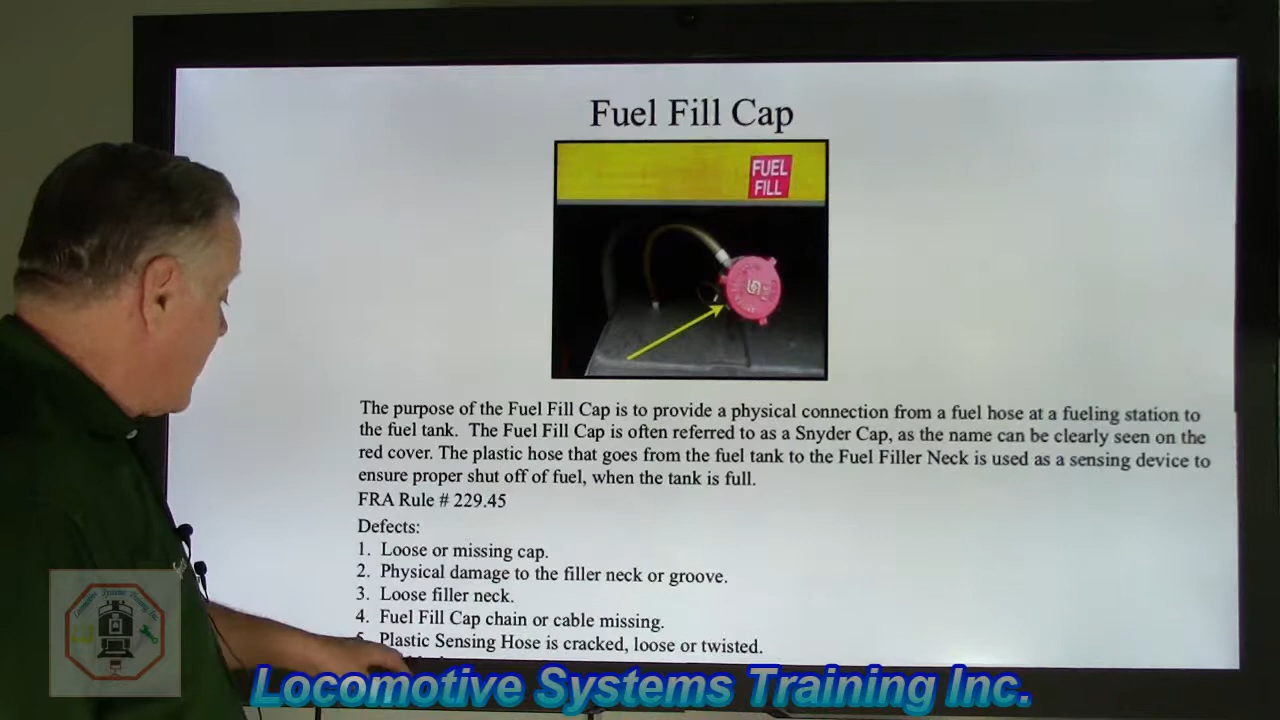 Fuel Fill Cap
FUEL
FILL
The purpose of the Fuel Fill Cap is to provide a physical connection from a fuel hose at a fueling station to
the fuel tank. The Fuel Fill Cap is often referred to as a Snyder Cap, as the name can be clearly seen on the
red cover. The plastic hose that goes from the fuel tank to the Fuel Filler Neck is used as a sensing device to
ensure proper shut off of fuel, when the tank is full.
FRA Rule # 229.45
Defects:
1. Loose or missing cap.
2. Physical damage to the filler neck or groove.
3. Loose filler neck.
4. Fuel Fill Cap chain or cable missing.
5. Plastic Sensing Hose is cracked, loose or twisted.
Locomotive Systems Training Inc.
Locomotive Systems Training Inc.